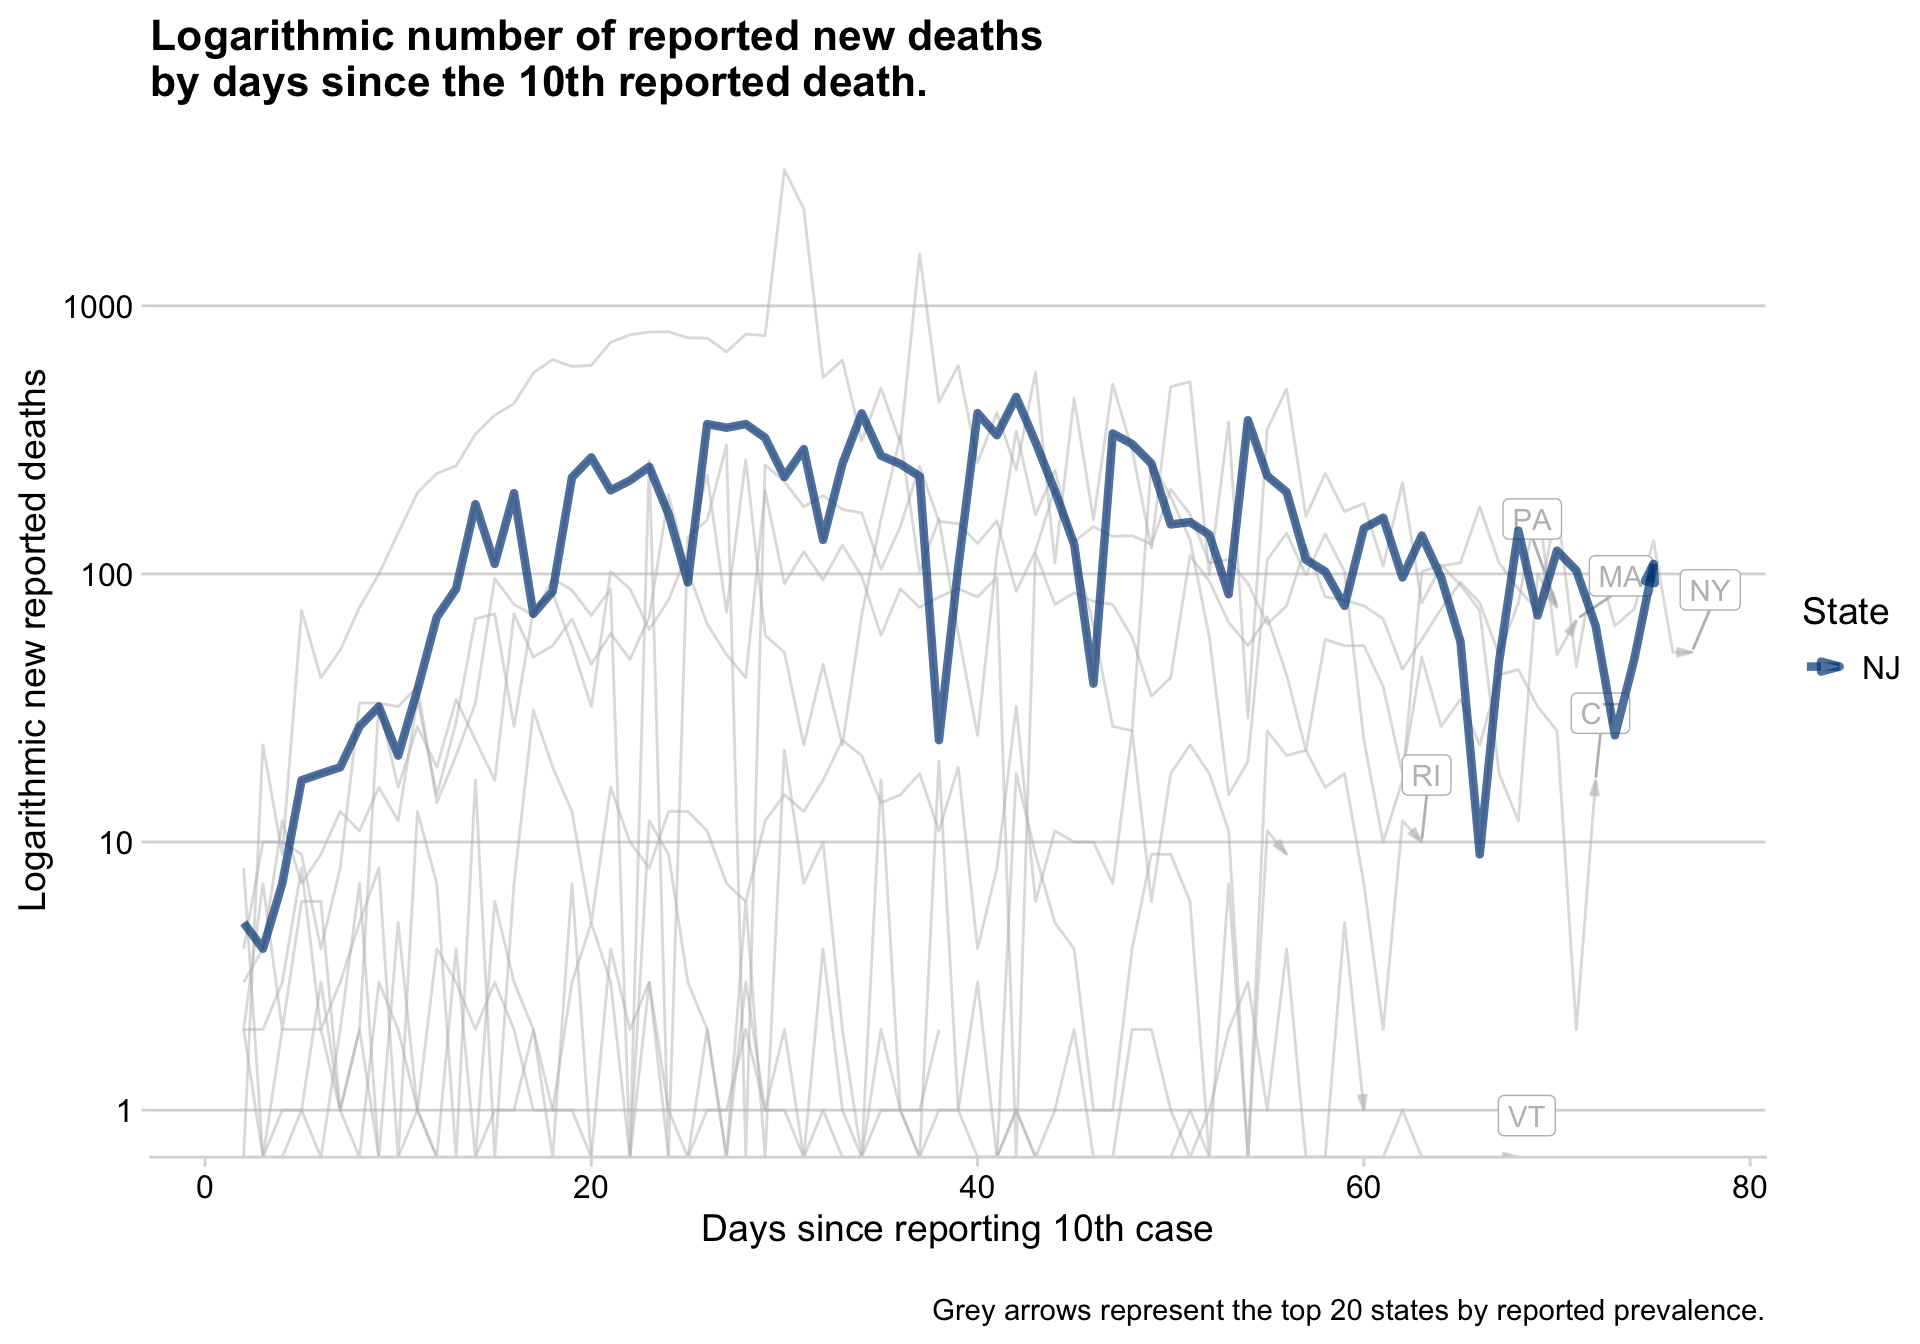 Logarithmic number of reported new deaths
by days since the 10th reported death.
Logarithmic new reported deaths
1000
100
10
1
PA
MA
NY
CT
RI
VT
State
NJ
0
20
40
60
80
Days since reporting 10th case
Grey arrows represent the top 20 states by reported prevalence.